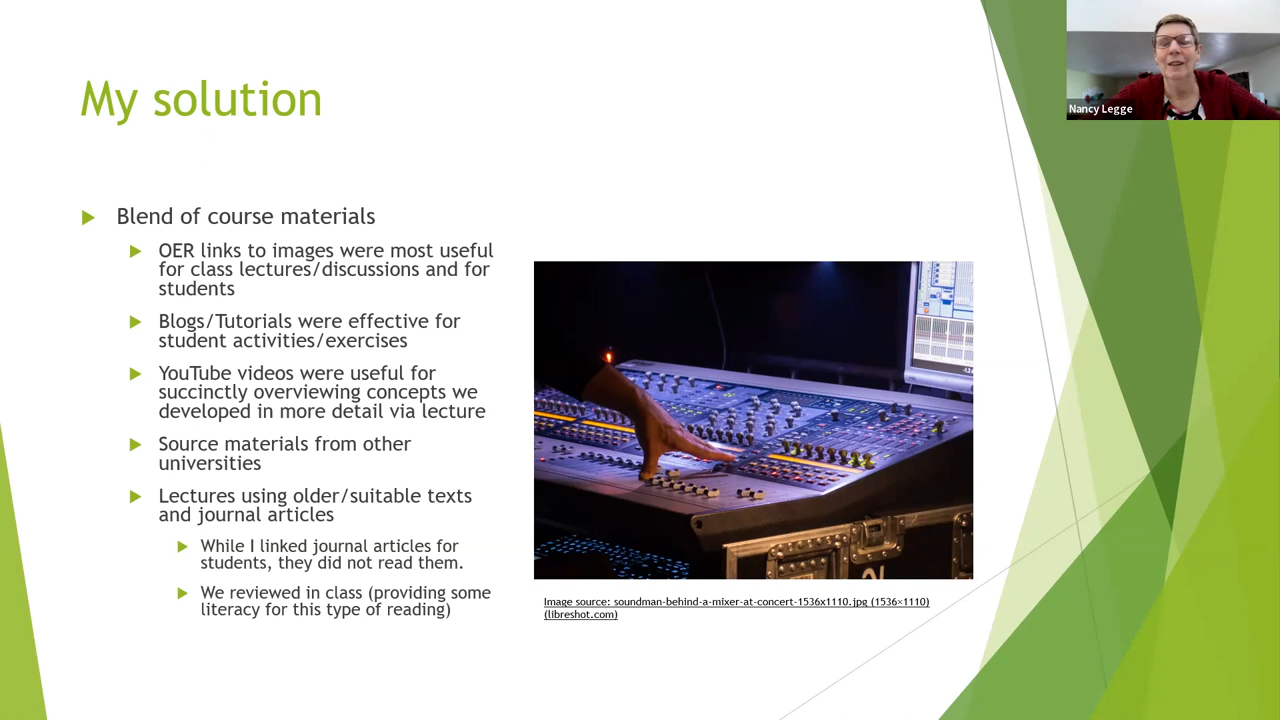 My solution
Nancy Legge
Blend of course materials
OER links to images were most useful
for class lectures/discussions and for
students
Blogs/Tutorials were effective for
student activities/exercises
YouTube videos were useful for
succinctly overviewing concepts we
developed in more detail via lecture
Source materials from other
universities
Lectures using older/suitable texts
and journal articles
While I linked journal articles for
students, they did not read them.
We reviewed in class (providing some
literacy for this type of reading)
Image source: soundman-behind-a-mixer-at-concert-1536x1110.jpg (1536×1110)
(libreshot.com)